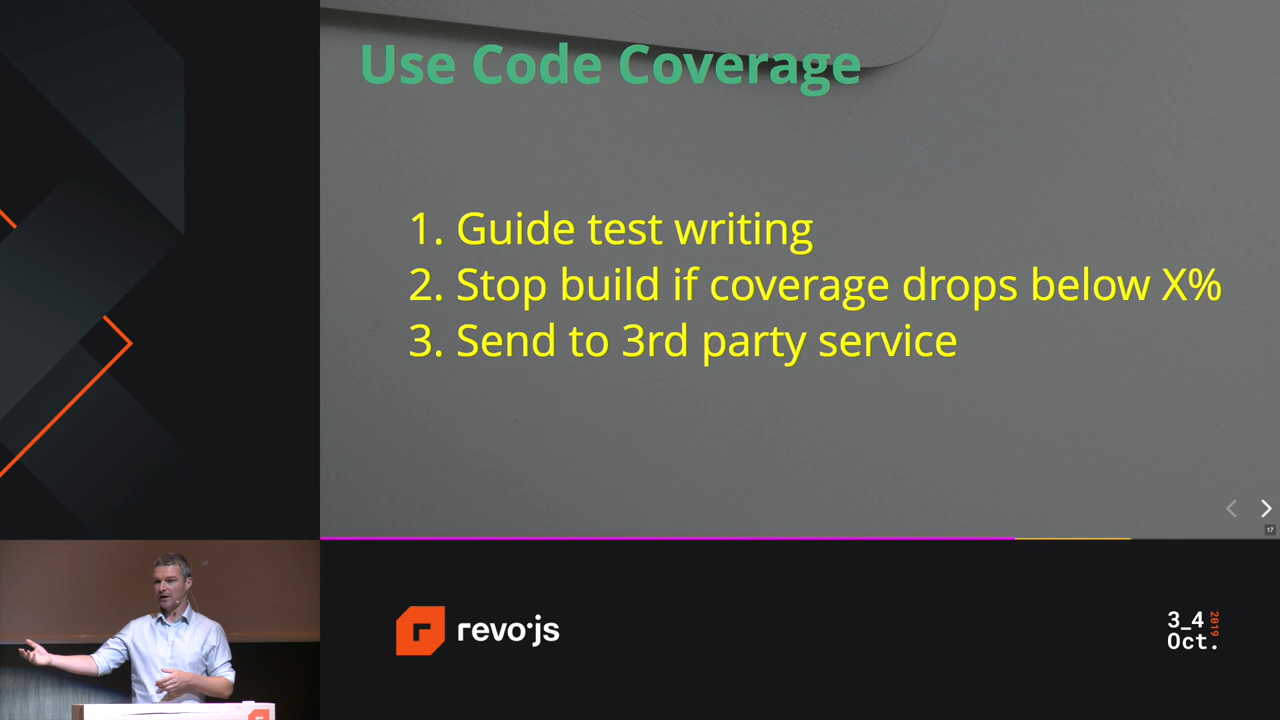 Use Code Coverage
1. Guide test writing
2. Stop build if coverage drops below X%
3. Send to 3rd party service
17
revo·js
3_4 2019
Oct.